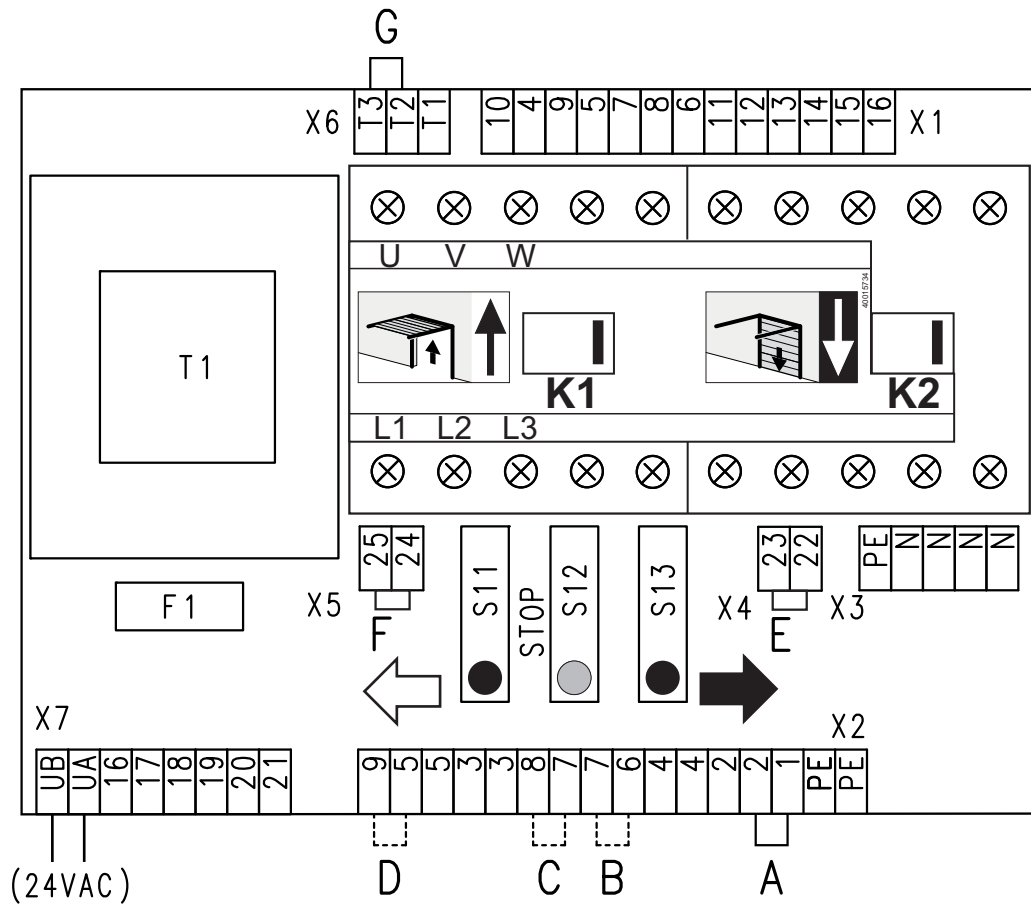 G
X6 T3 T2 T1 10 4 9 5 7 8 6 11 12 13 14 15 16 X1
U V W
40015734
T1
K1 K2
L1 L2 L3
25 24 S11 STOP S12 S13 23 22 PE N N N N
F1 X5 X4 X3
F E
X7 X2
UB UA 16 17 18 19 20 21 9 5 5 3 3 8 7 7 6 4 4 2 2 1 PE PE
(24VAC) D C B A